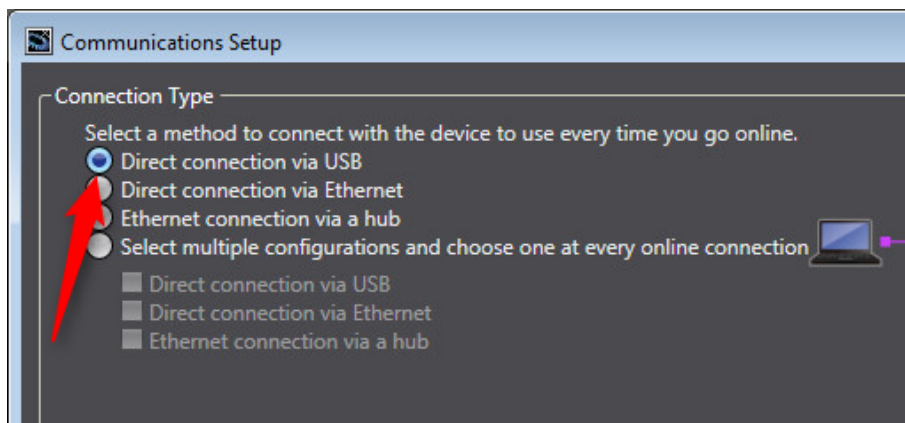 Communications Setup
Connection Type
Select a method to connect with the device to use every time you go online.
Direct connection via USB
Direct connection via Ethernet
Ethernet connection via a hub
Select multiple configurations and choose one at every online connection
Direct connection via USB
Direct connection via Ethernet
Ethernet connection via a hub